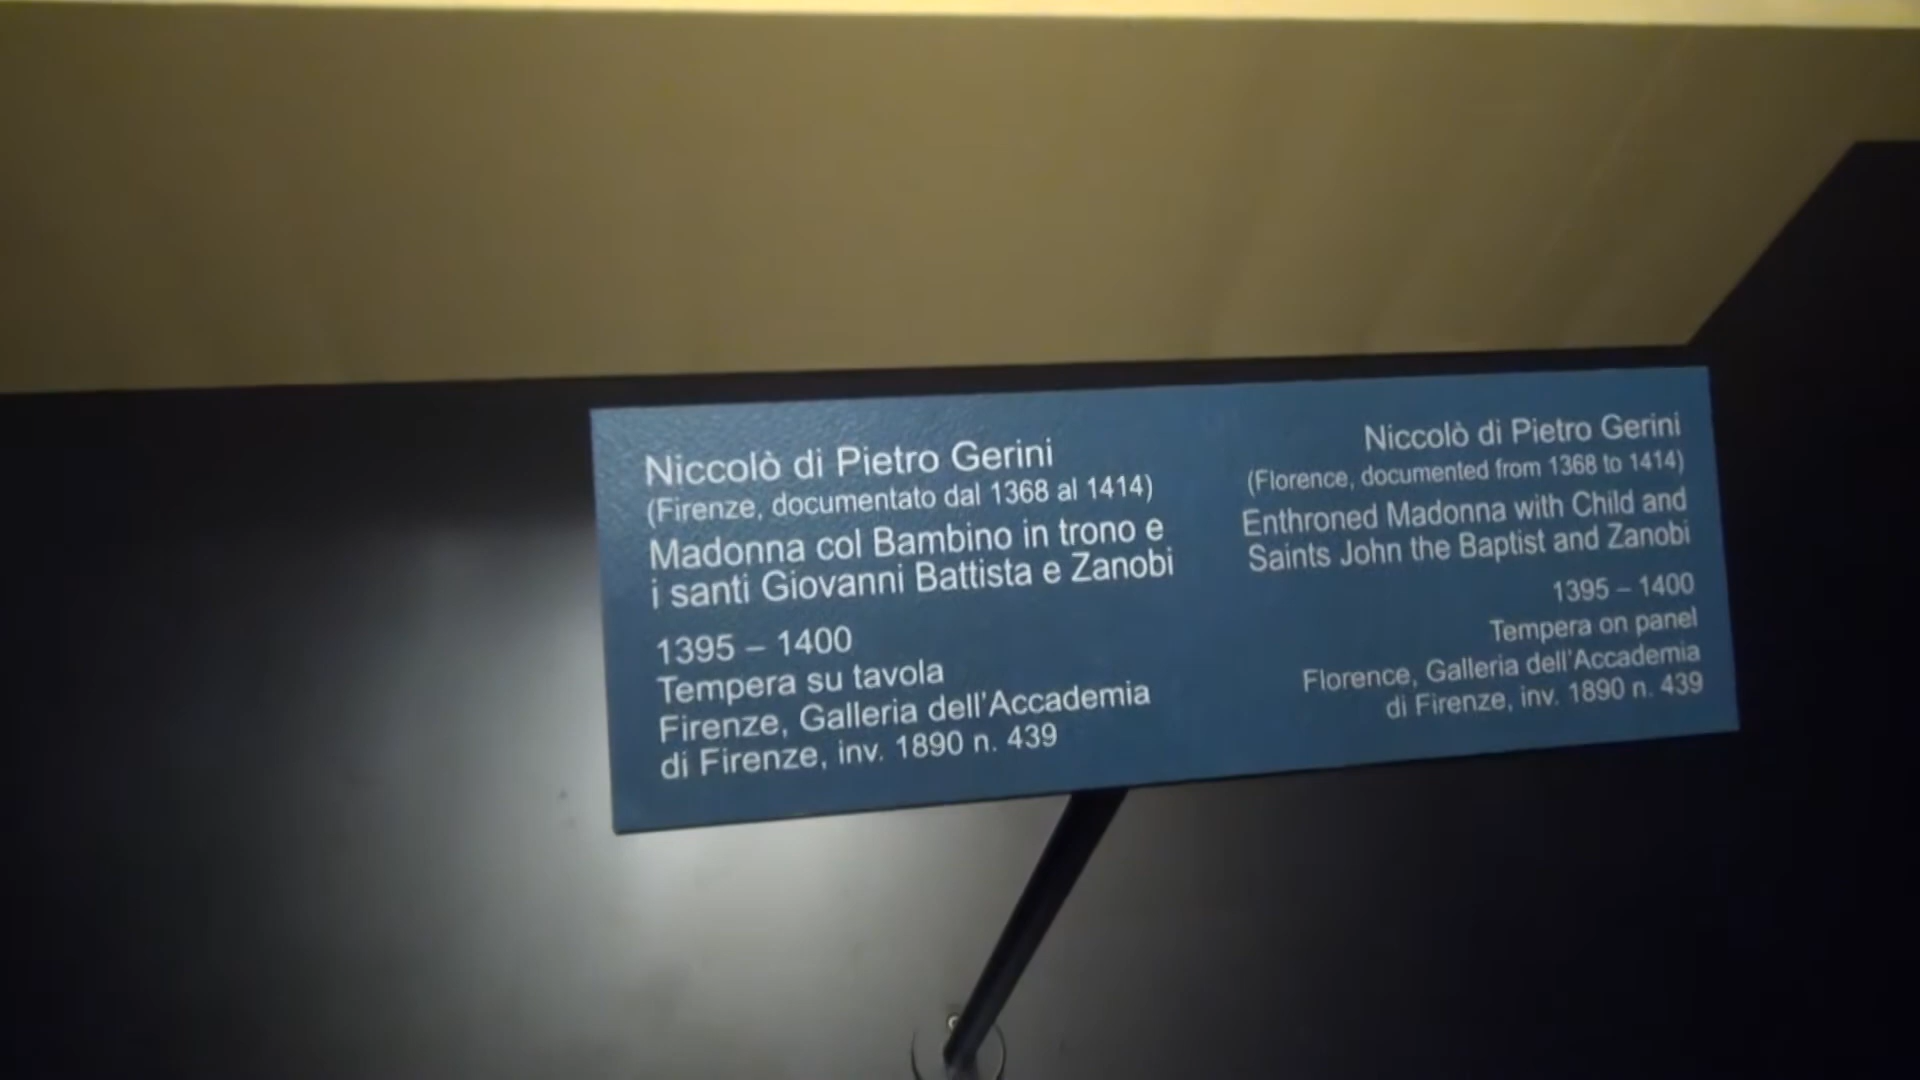 Niccolò di Pietro Gerini
(Firenze, documentato dal 1368 al 1414)
Madonna col Bambino in trono e
i santi Giovanni Battista e Zanobi
1395 – 1400
Tempera su tavola
Firenze, Galleria dell'Accademia
di Firenze, inv. 1890 n. 439
Niccolò di Pietro Gerini
(Florence, documented from 1368 to 1414)
Enthroned Madonna with Child and
Saints John the Baptist and Zanobi
1395 – 1400
Tempera on panel
Florence, Galleria dell'Accademia
di Firenze, inv. 1890 n. 439